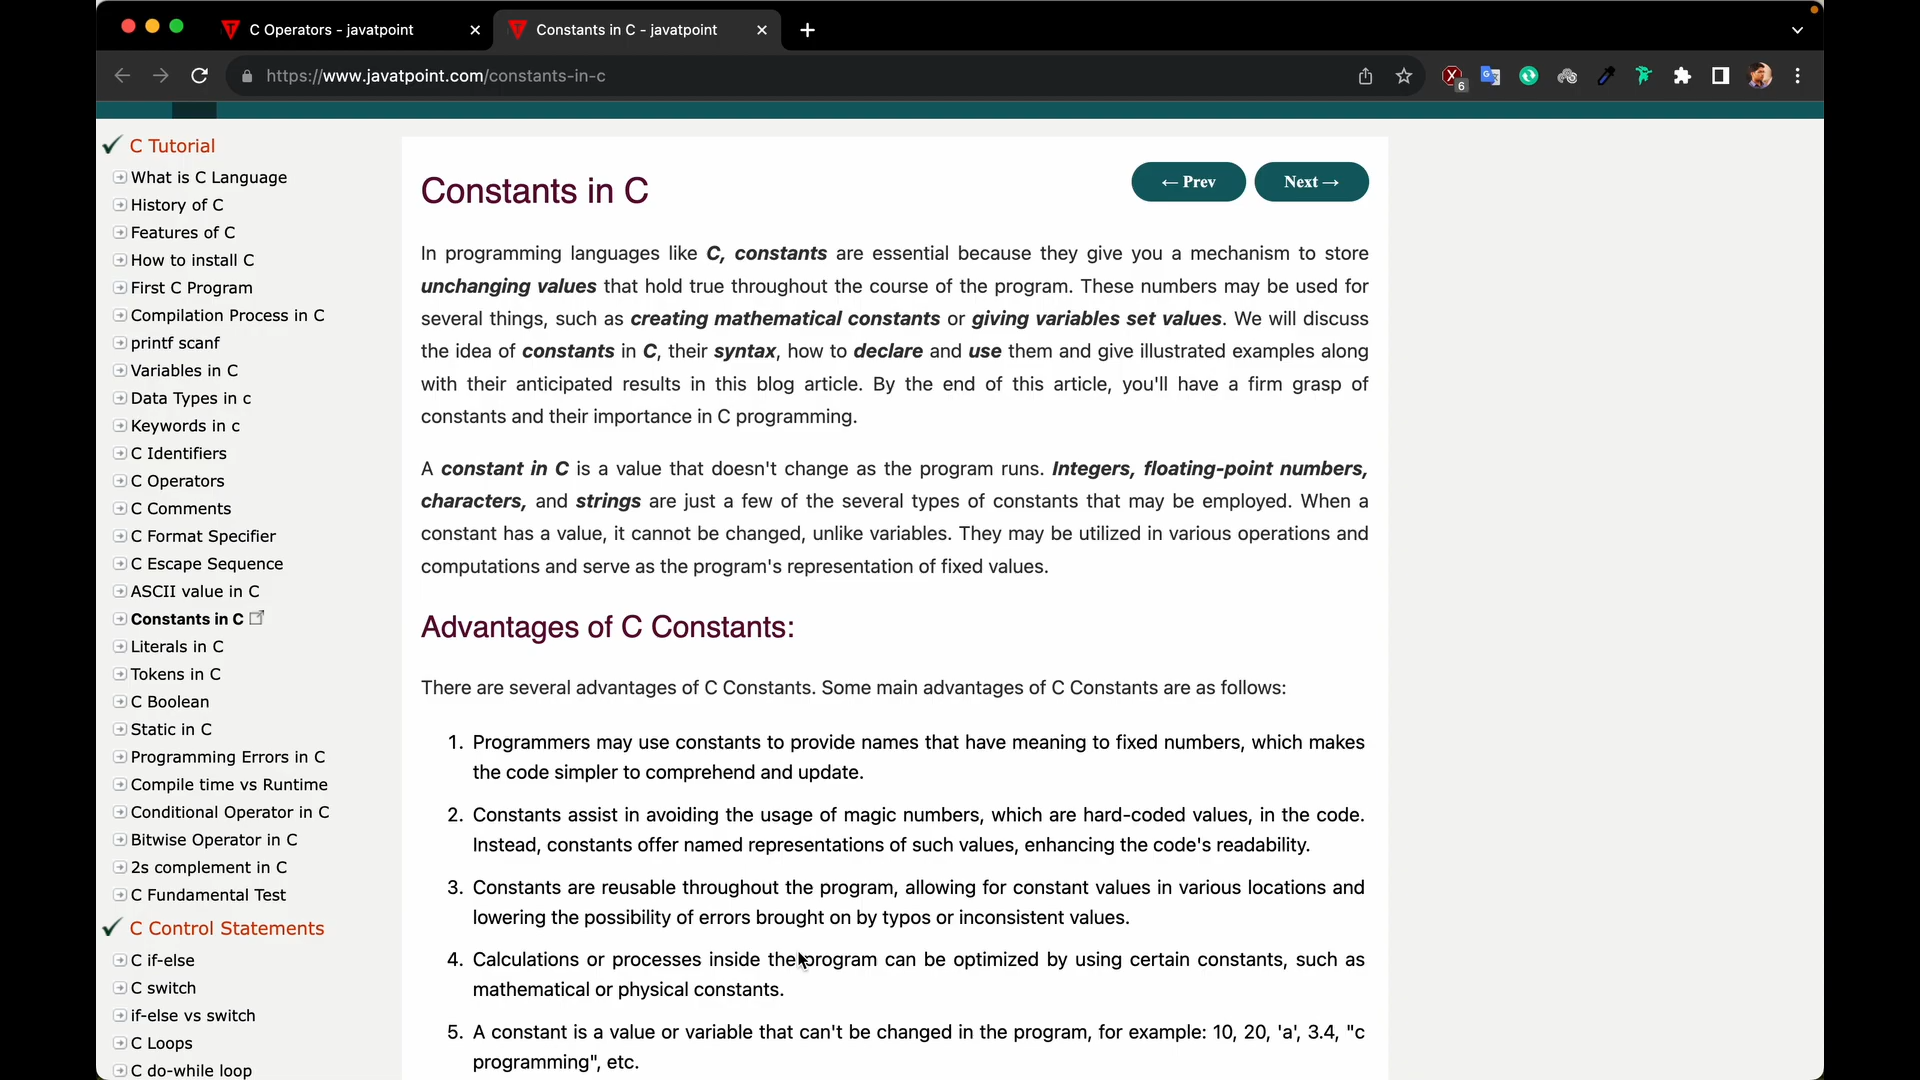 C Operators - javatpoint
Constants in C - javatpoint
https://www.javatpoint.com/constants-in-c
6
C Tutorial
What is C Language
History of C
Features of C
How to install C
First C Program
Compilation Process in C
printf scanf
Variables in C
Data Types in c
Keywords in c
C Identifiers
C Operators
C Comments
C Format Specifier
C Escape Sequence
ASCII value in C
Constants in C
Literals in C
Tokens in C
C Boolean
Static in C
Programming Errors in C
Compile time vs Runtime
Conditional Operator in C
Bitwise Operator in C
2s complement in C
C Fundamental Test
C Control Statements
C if-else
C switch
if-else vs switch
C Loops
C do-while loop
Constants in C
← Prev
Next →
In programming languages like C, constants are essential because they give you a mechanism to store
unchanging values that hold true throughout the course of the program. These numbers may be used for
several things, such as creating mathematical constants or giving variables set values. We will discuss
the idea of constants in C, their syntax, how to declare and use them and give illustrated examples along
with their anticipated results in this blog article. By the end of this article, you'll have a firm grasp of
constants and their importance in C programming.
A constant in C is a value that doesn't change as the program runs. Integers, floating-point numbers,
characters, and strings are just a few of the several types of constants that may be employed. When a
constant has a value, it cannot be changed, unlike variables. They may be utilized in various operations and
computations and serve as the program's representation of fixed values.
Advantages of C Constants:
There are several advantages of C Constants. Some main advantages of C Constants are as follows:
1. Programmers may use constants to provide names that have meaning to fixed numbers, which makes
the code simpler to comprehend and update.
2. Constants assist in avoiding the usage of magic numbers, which are hard-coded values, in the code.
Instead, constants offer named representations of such values, enhancing the code's readability.
3. Constants are reusable throughout the program, allowing for constant values in various locations and
lowering the possibility of errors brought on by typos or inconsistent values.
4. Calculations or processes inside the program can be optimized by using certain constants, such as
mathematical or physical constants.
5. A constant is a value or variable that can't be changed in the program, for example: 10, 20, 'a', 3.4, "c
programming", etc.